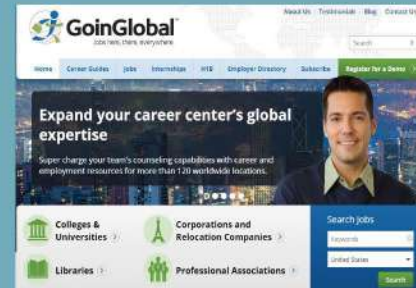 About Us Testimonials Blog Contact Us
GoinGlobal
Jobs here, there, everywhere
Search
Home Career Guides Jobs Internships H1B Employer Directory Subscribe Register for a Demo
Expand your career center's global
expertise
Super charge your team's counseling capabilities with career and
employment resources for more than 120 worldwide locations.
Colleges &
Universities
Corporations and
Relocation Companies
Libraries
Professional Associations
Search Jobs
Keywords
United States
Search